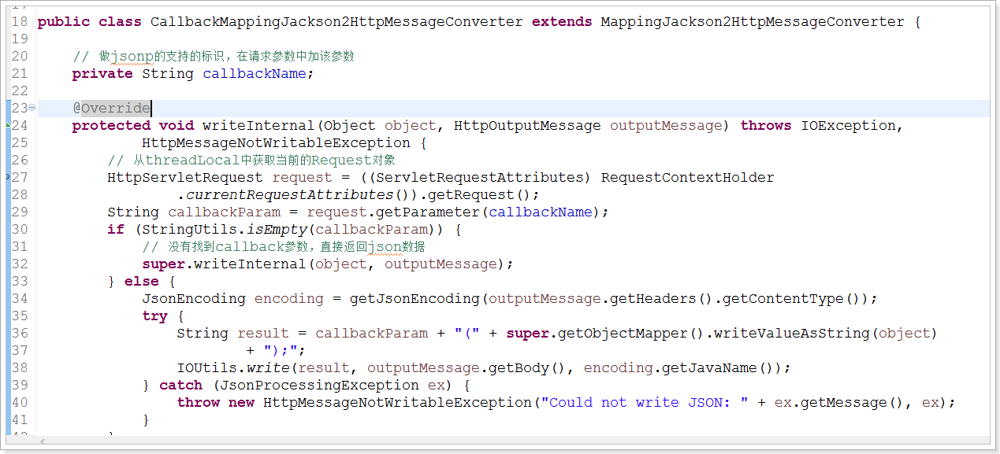 18 public class CallbackMappingJackson2HttpMessageConverter extends MappingJackson2HttpMessageConverter {
19
20 // 做jsonp的支持的标识，在请求参数中加该参数
21 private String callbackName;
22
23 @Override
24 protected void writeInternal(Object object, HttpOutputMessage outputMessage) throws IOException,
25 HttpMessageNotWritableException {
26 // 从threadLocal中获取当前的Request对象
27 HttpServletRequest request = ((ServletRequestAttributes) RequestContextHolder
28 .currentRequestAttributes()).getRequest();
29 String callbackParam = request.getParameter(callbackName);
30 if (StringUtils.isEmpty(callbackParam)) {
31 // 没有找到callback参数，直接返回json数据
32 super.writeInternal(object, outputMessage);
33 } else {
34 JsonEncoding encoding = getJsonEncoding(outputMessage.getHeaders().getContentType());
35 try {
36 String result = callbackParam + "(" + super.getObjectMapper().writeValueAsString(object)
37 + ");";
38 IOUtils.write(result, outputMessage.getBody(), encoding.getJavaName());
39 } catch (JsonProcessingException ex) {
40 throw new HttpMessageNotWritableException("Could not write JSON: " + ex.getMessage(), ex);
41 }